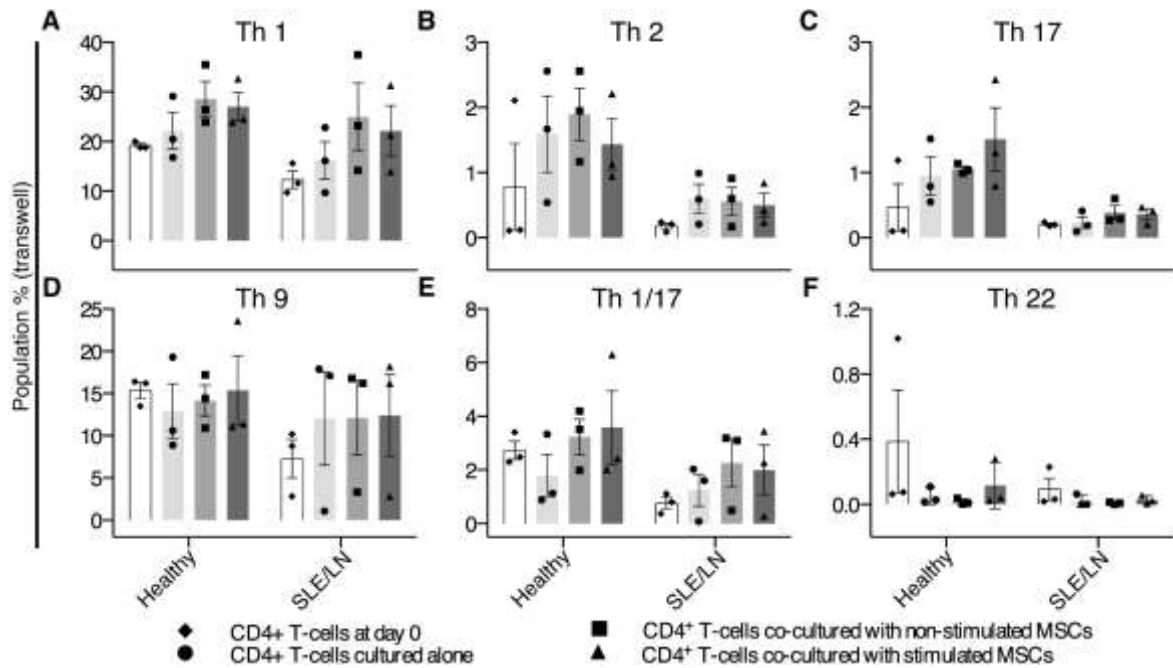 A
Th 1
B
Th 2
C
Th 17
40
30
20
10
0
3
2
1
0
3
2
1
0
Population % (transwell)
D
Th 9
E
Th 1/17
F
Th 22
25
20
15
10
5
0
8
6
4
2
0
1.2
0.8
0.4
0.0
Healthy
SLE/LN
Healthy
SLE/LN
Healthy
SLE/LN
CD4+ T-cells at day 0
CD4+ T-cells cultured alone
CD4⁺ T-cells co-cultured with non-stimulated MSCs
CD4⁺ T-cells co-cultured with stimulated MSCs